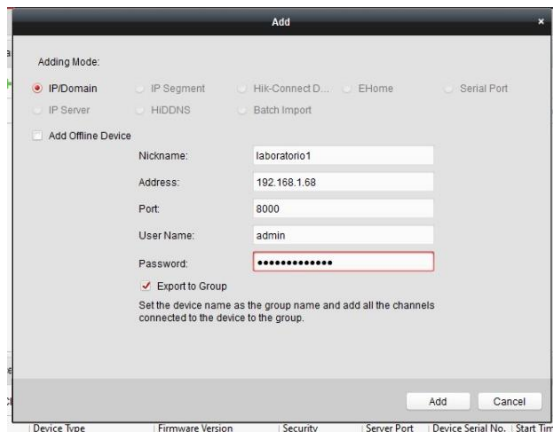 Add
Adding Mode:
IP/Domain IP Segment Hik-Connect D... EHome Serial Port
IP Server HiDDNS Batch Import
Add Offline Device
Nickname: laboratorio1
Address: 192.168.1.68
Port: 8000
User Name: admin
Password: •••••••••••••
Export to Group
Set the device name as the group name and add all the channels
connected to the device to the group.
Add Cancel
Device Type Firmware Version Security Server Port Device Serial No. Start Tim